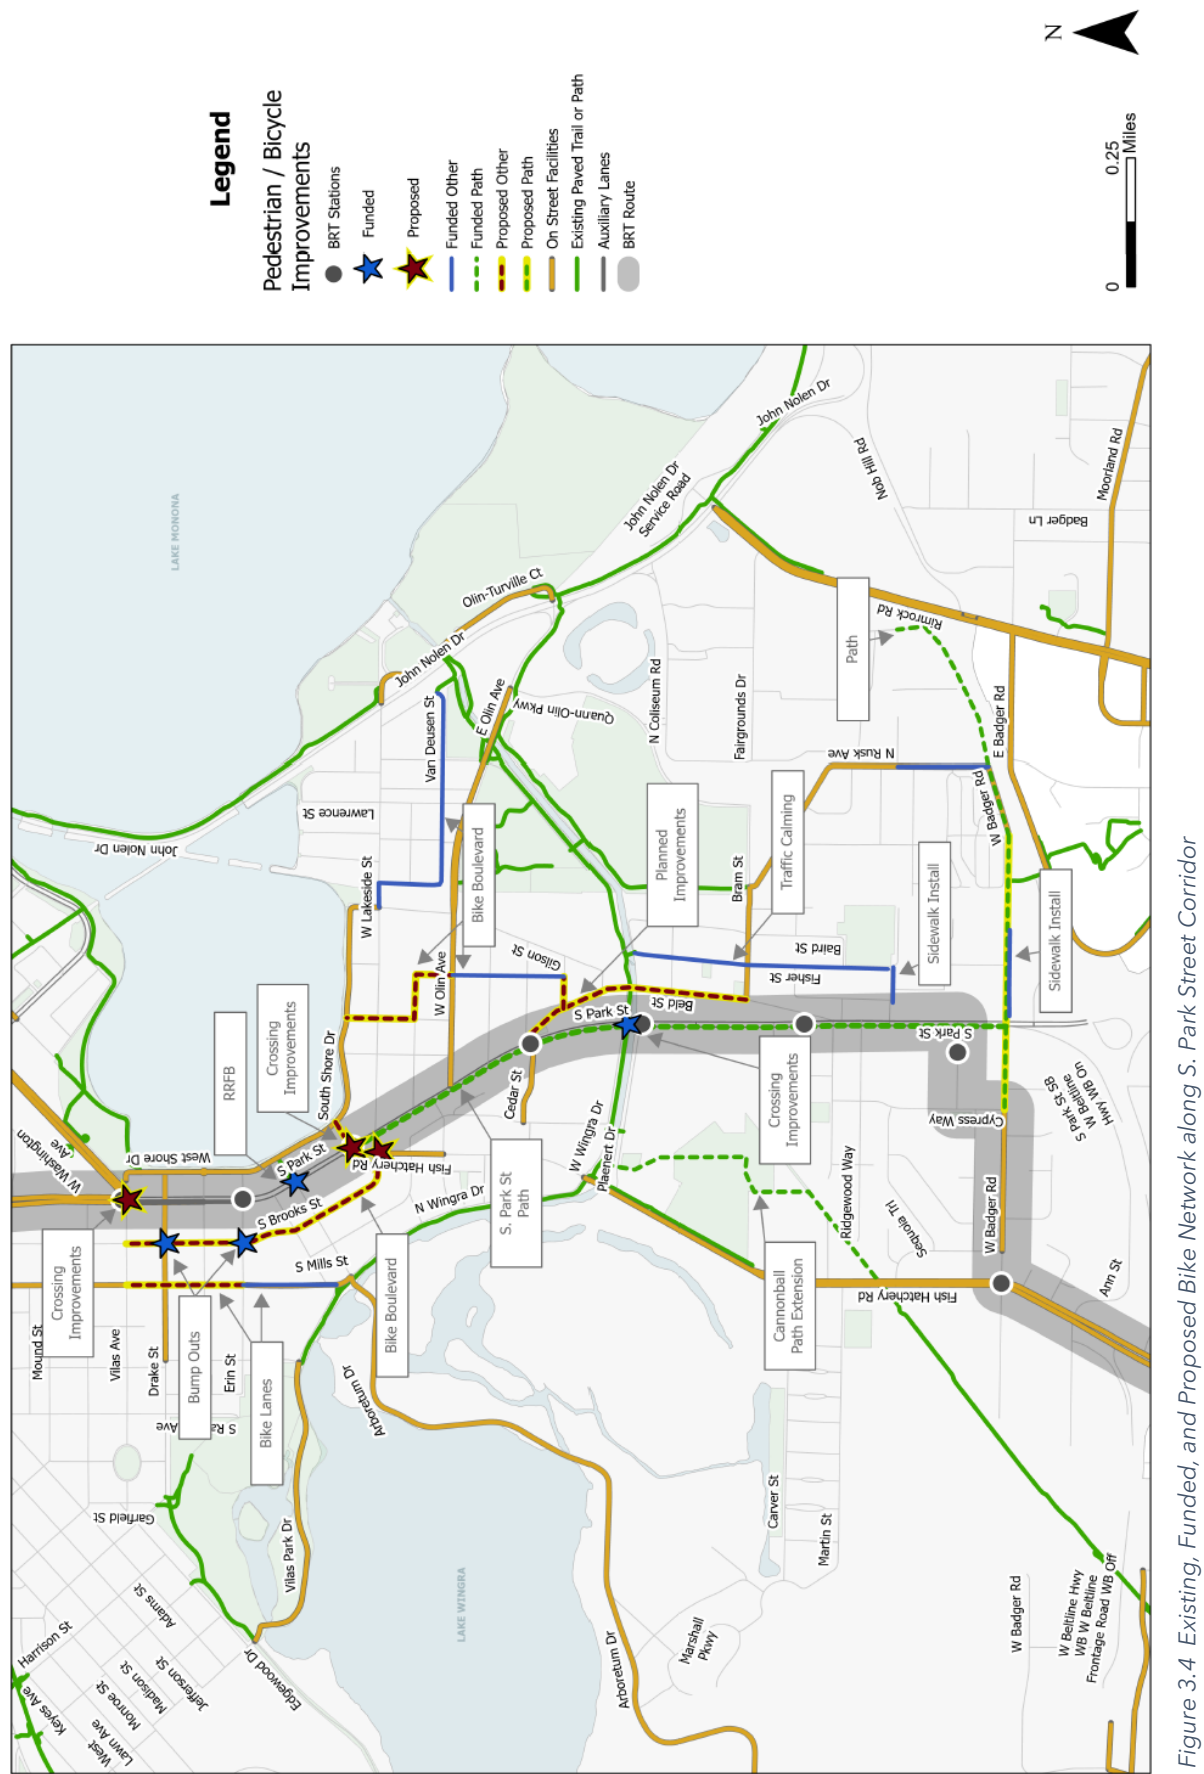 Legend
Pedestrian / Bicycle
Improvements
BRT Stations
Funded
Proposed
Funded Other
Funded Path
Proposed Other
Proposed Path
On Street Facilities
Existing Paved Trail or Path
Auxiliary Lanes
BRT Route
N
0
0.25
Miles
LAKE MONONA
LAKE WINGRA
John Nolen Dr
John Nolen Dr
Service Road
John Nolen Dr
John Nolen Dr
Nob Hill Rd
Moorland Rd
Badger Ln
Olin-Turville Ct
Rimrock Rd
Path
E Badger Rd
N Rusk Ave
W Badger Rd
N Coliseum Rd
Fairgrounds Dr
Quann-Olin Pkwy
E Olin Ave
Van Deusen St
Lawrence St
W Lakeside St
Bike Boulevard
Planned
Improvements
Traffic Calming
Bram St
Sidewalk Install
Sidewalk Install
Baird St
Fisher St
Gilson St
W Olin Ave
Beld St
S Park St
S Park St
Crossing
Improvements
RRFB
South Shore Dr
S Park St
West Shore Dr
W Washington
Ave
Fish Hatchery Rd
Cedar St
S. Park St
Path
W Wingra Dr
Plaenert Dr
Crossing
Improvements
Cypress Way
S Park St SB
W Beltline
Hwy WB On
Ridgewood Way
Sequoia Trl
W Badger Rd
Ann St
Fish Hatchery Rd
Cannonball
Path Extension
N Wingra Dr
S Brooks St
S Mills St
Bike Boulevard
Crossing
Improvements
Bump Outs
Bike Lanes
Mound St
Vilas Ave
Drake St
Erin St
Arboretum Dr
Garfield St
Vilas Park Dr
Edgewood Dr
Adams St
Harrison St
Jefferson St
Madison St
Monroe St
West
Lawn Ave
Keyes Ave
Arboretum Dr
Marshall
Pkwy
Carver St
Martin St
W Badger Rd
W Beltline Hwy
WB W Beltline
Frontage Road WB Off
Figure 3.4 Existing, Funded, and Proposed Bike Network along S. Park Street Corridor